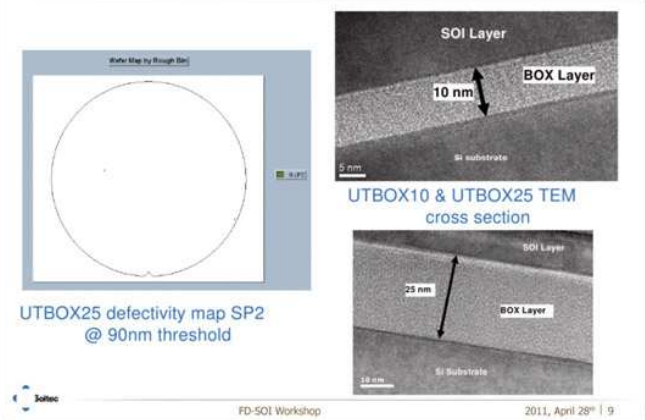 Wafer Map by Rough Bin
UTBOX25 defectivity map SP2
@ 90nm threshold
SOI Layer
BOX Layer
10 nm
Si substrate
5 nm
UTBOX10 & UTBOX25 TEM
cross section
SOI Layer
25 nm
BOX Layer
Si Substrate
10 nm
Soitec
FD-SOI Workshop
2011, April 28th | 9